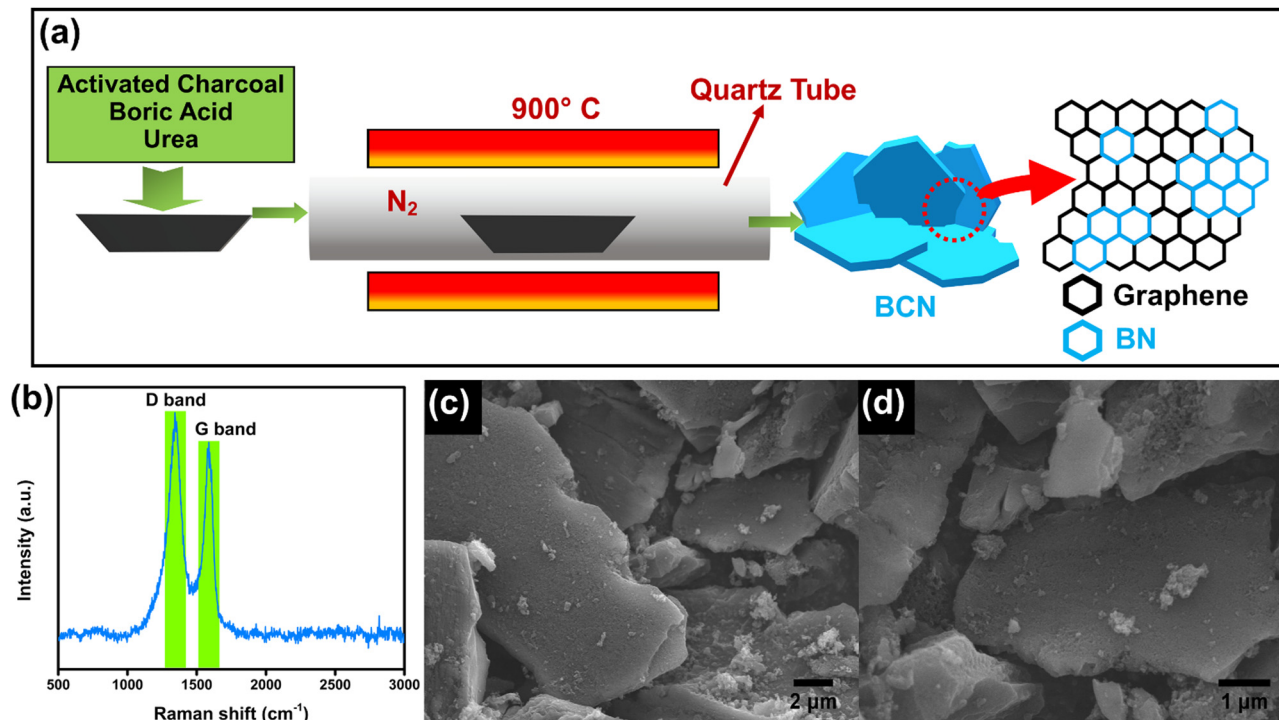 (a)
Activated Charcoal
Boric Acid
Urea
900° C
Quartz Tube
N₂
BCN
Graphene
BN
(b)
D band
G band
Intensity (a.u.)
500 1000 1500 2000 2500 3000
Raman shift (cm⁻¹)
(c)
2 µm
(d)
1 µm